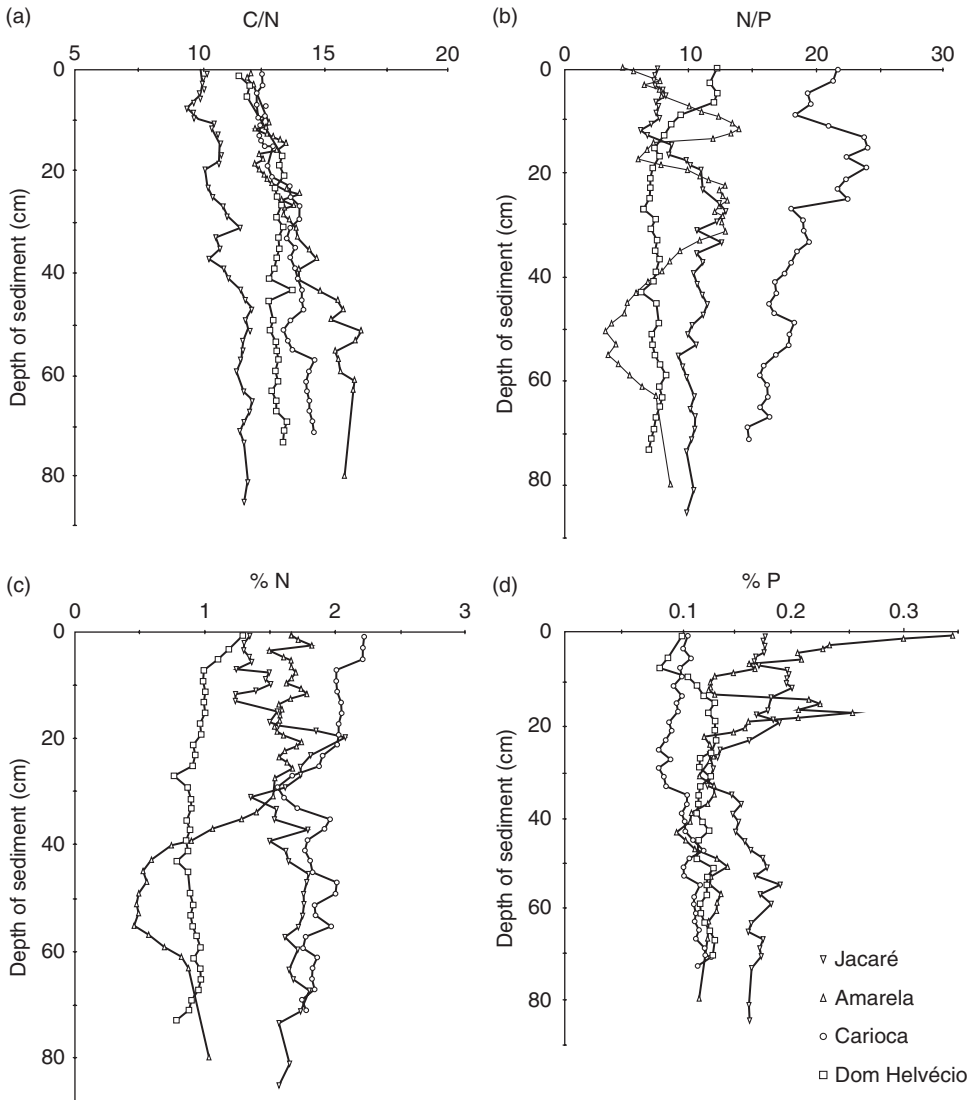 (a)
C/N
5 10 15 20
0
20
40
60
80
Depth of sediment (cm)
(b)
N/P
0 10 20 30
0
20
40
60
80
Depth of sediment (cm)
(c)
% N
0 1 2 3
0
20
40
60
80
Depth of sediment (cm)
(d)
% P
0.1 0.2 0.3
0
20
40
60
80
Depth of sediment (cm)
Jacaré
Amarela
Carioca
Dom Helvécio